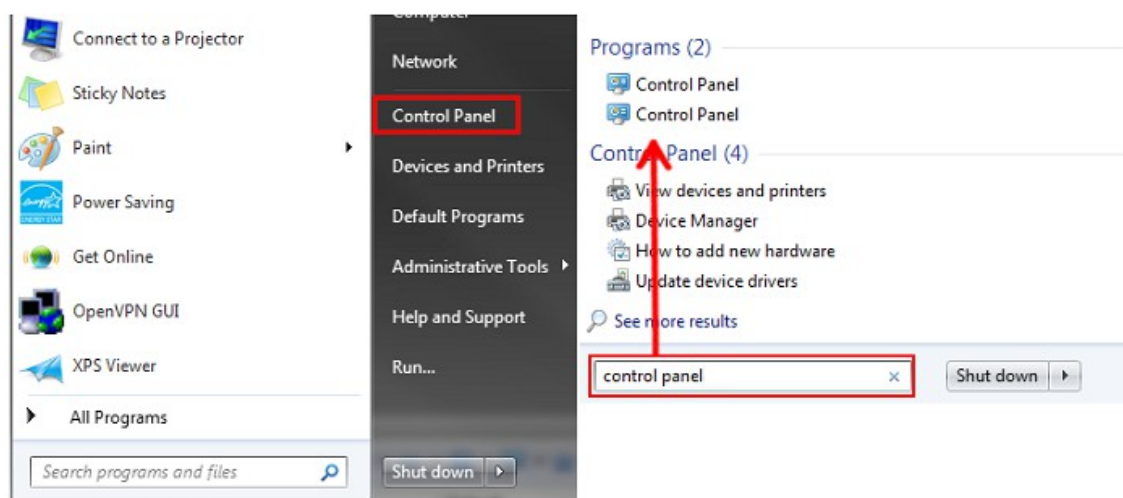 Connect to a Projector
Sticky Notes
Paint
Power Saving
Get Online
OpenVPN GUI
XPS Viewer
All Programs
Search programs and files
Computer
Network
Control Panel
Devices and Printers
Default Programs
Administrative Tools
Help and Support
Run...
Shut down
Programs (2)
Control Panel
Control Panel
Control Panel (4)
View devices and printers
Device Manager
How to add new hardware
Update device drivers
See more results
control panel
Shut down